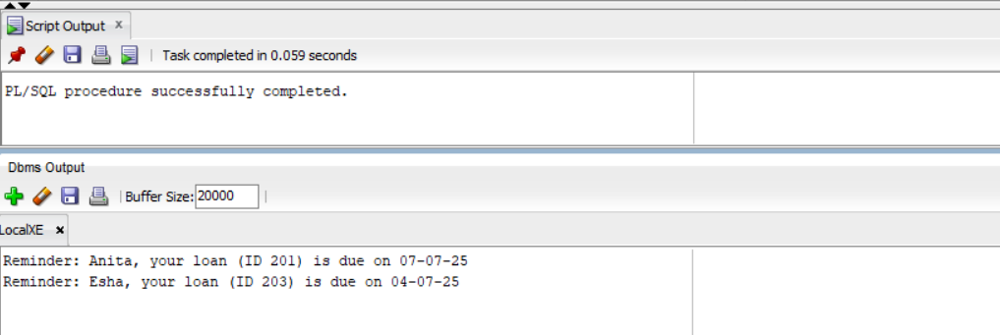 Script Output x
Task completed in 0.059 seconds
PL/SQL procedure successfully completed.
Dbms Output
Buffer Size: 20000
LocalXE x
Reminder: Anita, your loan (ID 201) is due on 07-07-25
Reminder: Esha, your loan (ID 203) is due on 04-07-25